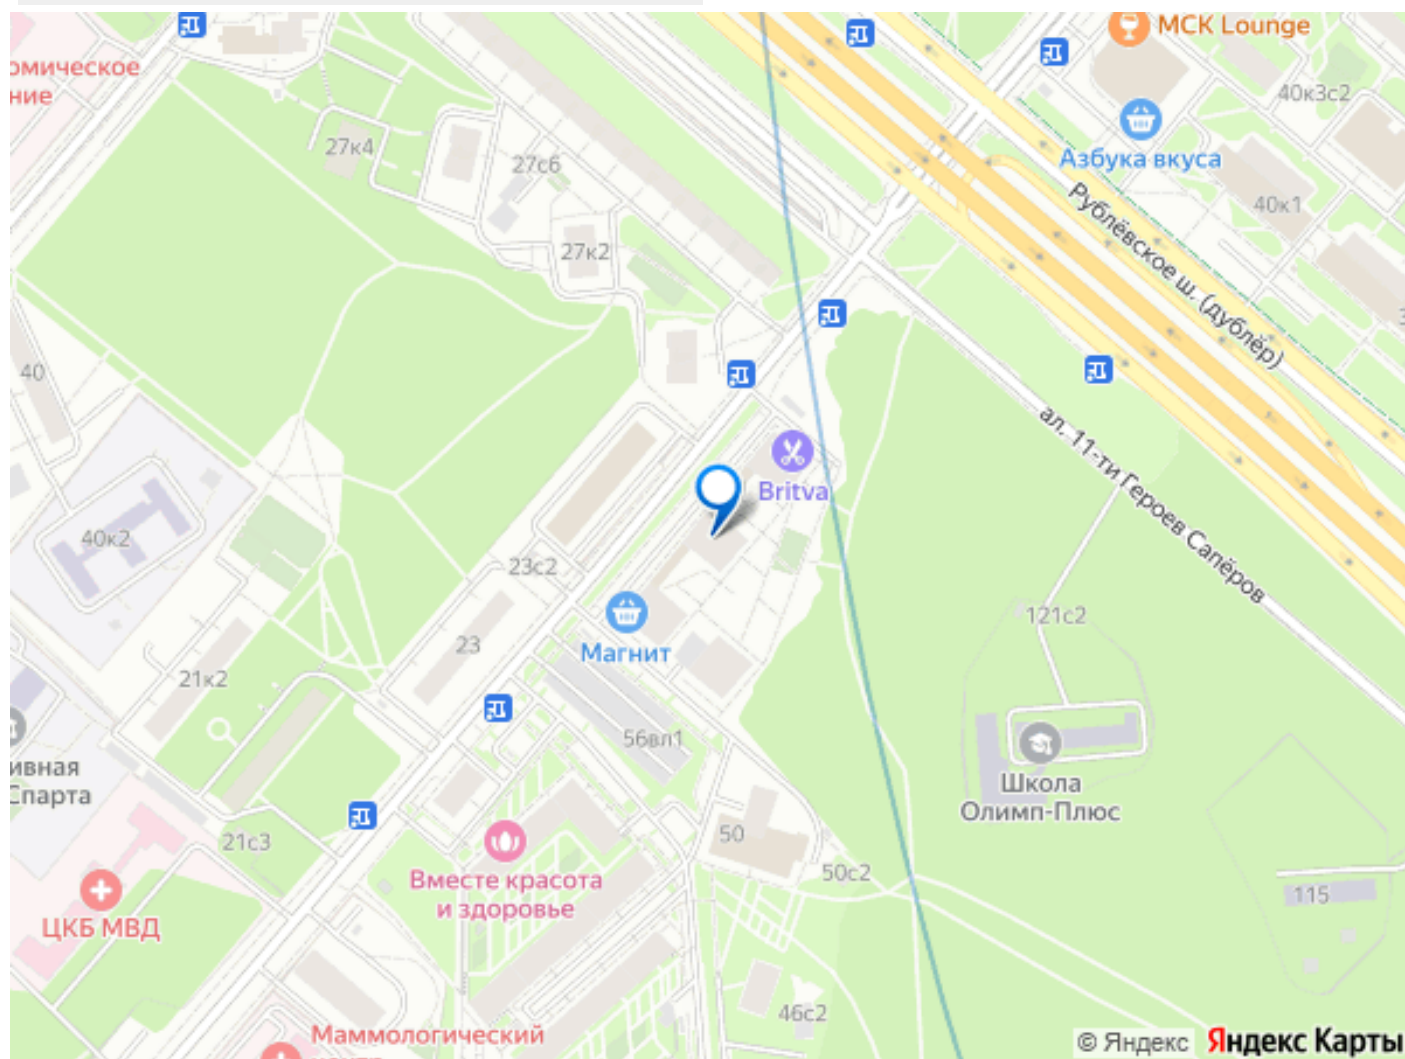 MCK Lounge
омическое
ние
40к3с2
27к4
27с6
Азбука вкуса
40к1
27к2
Рублёвское ш. (дублёр)
40
ал. 11-ти Героев Сапёров
Britva
40к2
23с2
121с2
23
Магнит
21к2
56вл1
ивная
Спарта
Школа
Олимп-Плюс
50
21с3
50с2
Вместе красота
и здоровье
115
ЦКБ МВД
46с2
Маммологический
© Яндекс Яндекс Карты